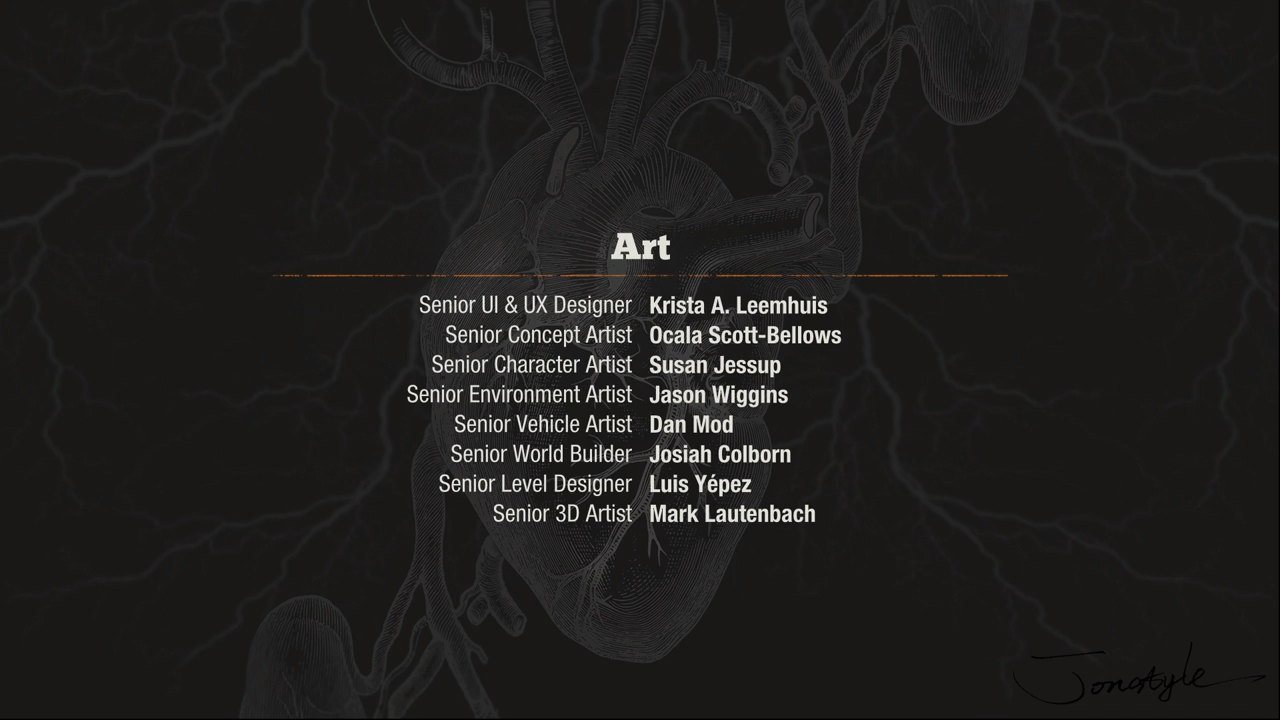 Art
Senior UI & UX Designer Krista A. Leemhuis
Senior Concept Artist Ocala Scott-Bellows
Senior Character Artist Susan Jessup
Senior Environment Artist Jason Wiggins
Senior Vehicle Artist Dan Mod
Senior World Builder Josiah Colborn
Senior Level Designer Luis Yépez
Senior 3D Artist Mark Lautenbach
Jonostyle